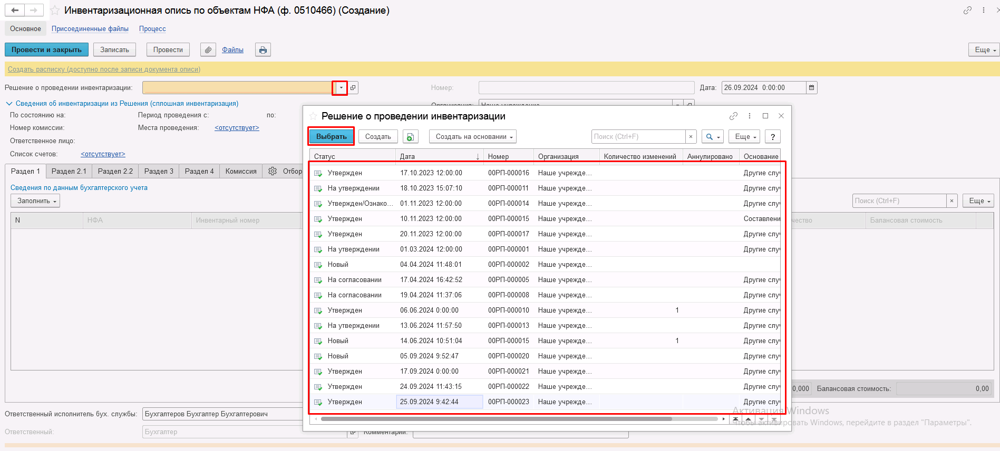 Инвентаризационная опись по объектам НФА (ф. 0510466) (Создание)
Основное Присоединенные файлы Процесс
Провести и закрыть Записать Провести Файлы Еще
Создать расписку (доступно после записи документа описи)
Решение о проведении инвентаризации: Номер: Дата: 26.09.2024 0:00:00
Сведения об инвентаризации из Решения (сплошная инвентаризация)
По состоянию на: Период проведения с: по:
Номер комиссии: Места проведения: <отсутствует>
Ответственное лицо:
Список счетов: <отсутствует>
Раздел 1 Раздел 2.1 Раздел 2.2 Раздел 3 Раздел 4 Комиссия Отбор
Сведения по данным бухгалтерского учета
Заполнить Поиск (Ctrl+F) × Еще
N НФА Инвентарный номер чество Балансовая стоимость
Решение о проведении инвентаризации
Выбрать Создать Создать на основании Поиск (Ctrl+F) × Еще ?
Статус Дата ↓ Номер Организация Количество изменений Аннулировано Основание
Утвержден 17.10.2023 12:00:00 00РП-000016 Наше учрежде... Другие слу
На утверждении 18.10.2023 15:07:10 00РП-000011 Наше учрежде... Другие слу
Утвержден/Ознако... 01.11.2023 12:00:00 00РП-000014 Наше учрежде... Другие слу
Утвержден 10.11.2023 12:00:00 00РП-000015 Наше учрежде... Составлени
Утвержден 20.11.2023 12:00:00 00РП-000017 Наше учрежде... Другие слу
На утверждении 01.03.2024 12:00:00 00РП-000001 Наше учрежде... Другие слу
Новый 04.04.2024 11:48:01 00РП-000002 Наше учрежде...
На согласовании 17.04.2024 16:42:52 00РП-000005 Наше учрежде... Другие слу
На согласовании 19.04.2024 11:37:06 00РП-000008 Наше учрежде... Другие слу
Утвержден 06.06.2024 0:00:00 00РП-000010 Наше учрежде... 1 Другие слу
На утверждении 13.06.2024 11:57:50 00РП-000013 Наше учрежде... Другие слу
Новый 14.06.2024 10:51:04 00РП-000015 Наше учрежде... 1 Другие слу
Новый 05.09.2024 9:52:47 00РП-000020 Наше учрежде... Другие слу
Утвержден 17.09.2024 0:00:00 00РП-000021 Наше учрежде... Другие слу
Утвержден 24.09.2024 11:43:15 00РП-000022 Наше учрежде... Другие слу
Утвержден 25.09.2024 9:42:44 00РП-000023 Наше учрежде... Другие слу
0,000 Балансовая стоимость: 0,00
Ответственный исполнитель бух. службы: Бухгалтеров Бухгалтер Бухгалтерович
Ответственный: Бухгалтер Комментарий:
Активация Windows
Чтобы активировать Windows, перейдите в раздел "Параметры".